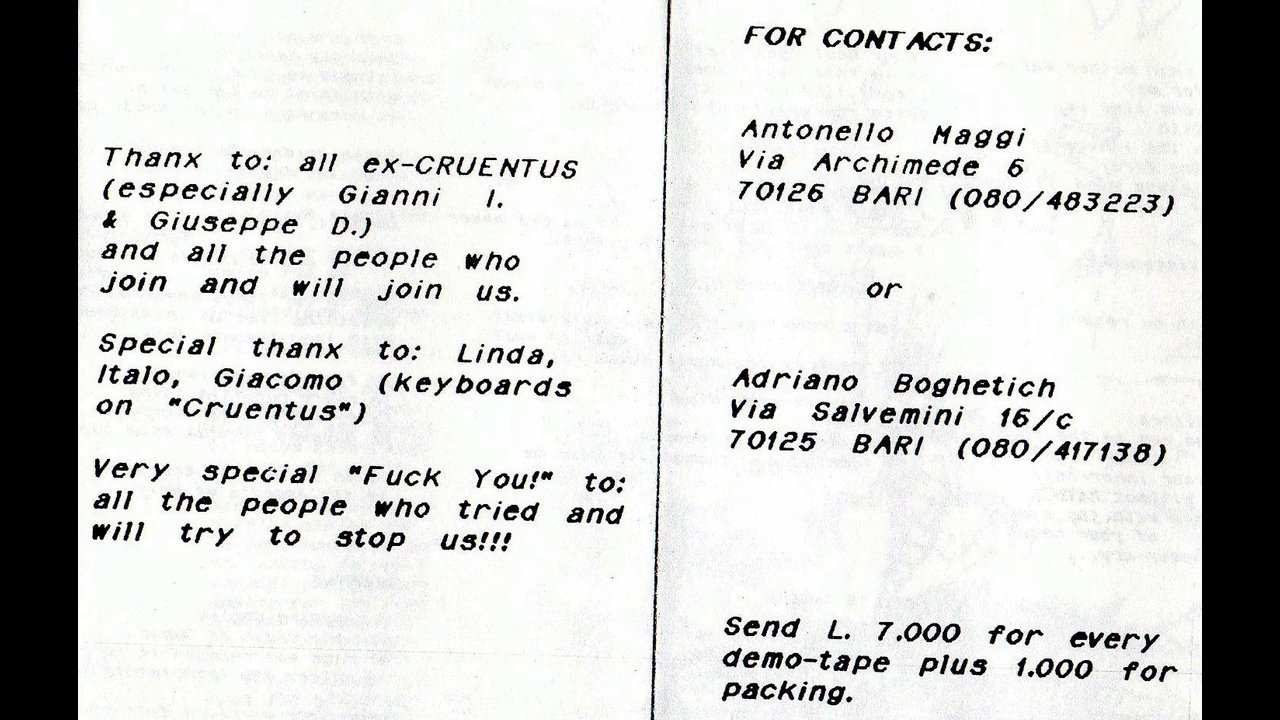 Thanx to: all ex-CRUENTUS
(especially Gianni I.
& Giuseppe D.)
and all the people who
join and will join us.
Special thanx to: Linda,
Italo, Giacomo (keyboards
on "Cruentus")
Very special "Fuck You!" to:
all the people who tried and
will try to stop us!!!
FOR CONTACTS:
Antonello Maggi
Via Archimede 6
70126 BARI (080/483223)
or
Adriano Boghetich
Via Salvemini 16/c
70125 BARI (080/417138)
Send L. 7.000 for every
demo-tape plus 1.000 for
packing.